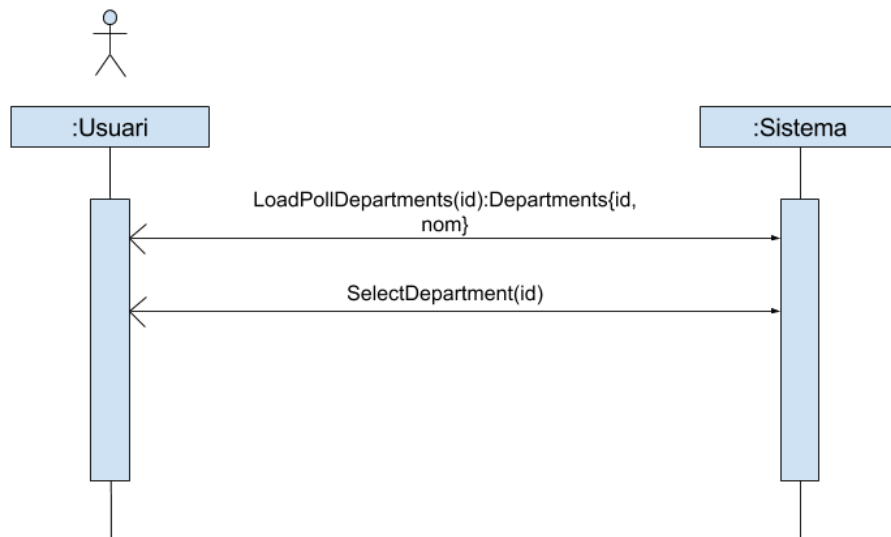 :Usuari
:Sistema
LoadPollDepartments(id):Departments{id,
nom}
SelectDepartment(id)